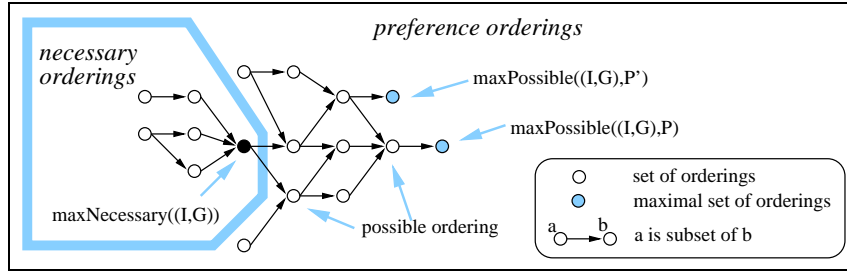 preference orderings
necessary
orderings
maxPossible((I,G),P')
maxPossible((I,G),P)
maxNecessary((I,G))
possible ordering
set of orderings
maximal set of orderings
a b a is subset of b